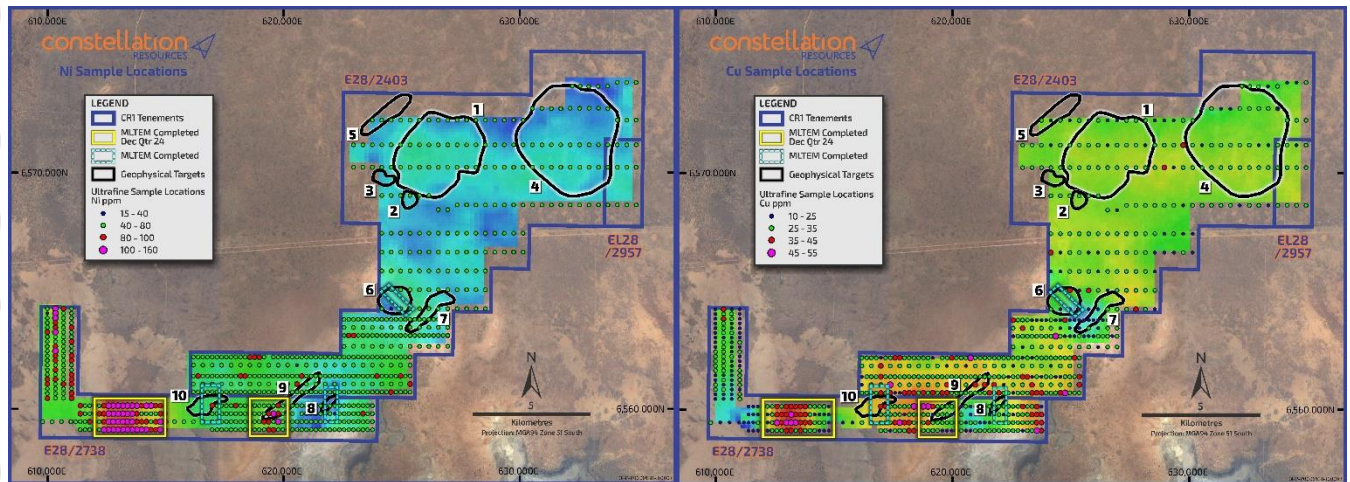 610,000E
620,000E
630,000E
constellation
RESOURCES
Ni Sample Locations
LEGEND
CR1 Tenements
MLTEM Completed
Dec Qtr 24
MLTEM Completed
Geophysical Targets
Ultrafine Sample Locations
Ni ppm
15 - 40
40 - 80
80 - 100
100 - 160
E28/2403
1
5
3
2
4
6,570,000N
EL28
/2957
6
7
N
10
9
8
5
Kilometres
Projection: MGA94 Zone 51 South
6,560,000N
E28/2738
610,000E
620,000E
630,000E
610,000E
620,000E
630,000E
constellation
RESOURCES
Cu Sample Locations
LEGEND
CR1 Tenements
MLTEM Completed
Dec Qtr 24
MLTEM Completed
Geophysical Targets
Ultrafine Sample Locations
Cu ppm
10 - 25
25 - 35
35 - 45
45 - 55
E28/2403
1
5
3
2
4
6,570,000N
EL28
/2957
6
7
N
10
9
8
5
Kilometres
Projection: MGA94 Zone 51 South
6,560,000N
E28/2738
610,000E
620,000E
630,000E